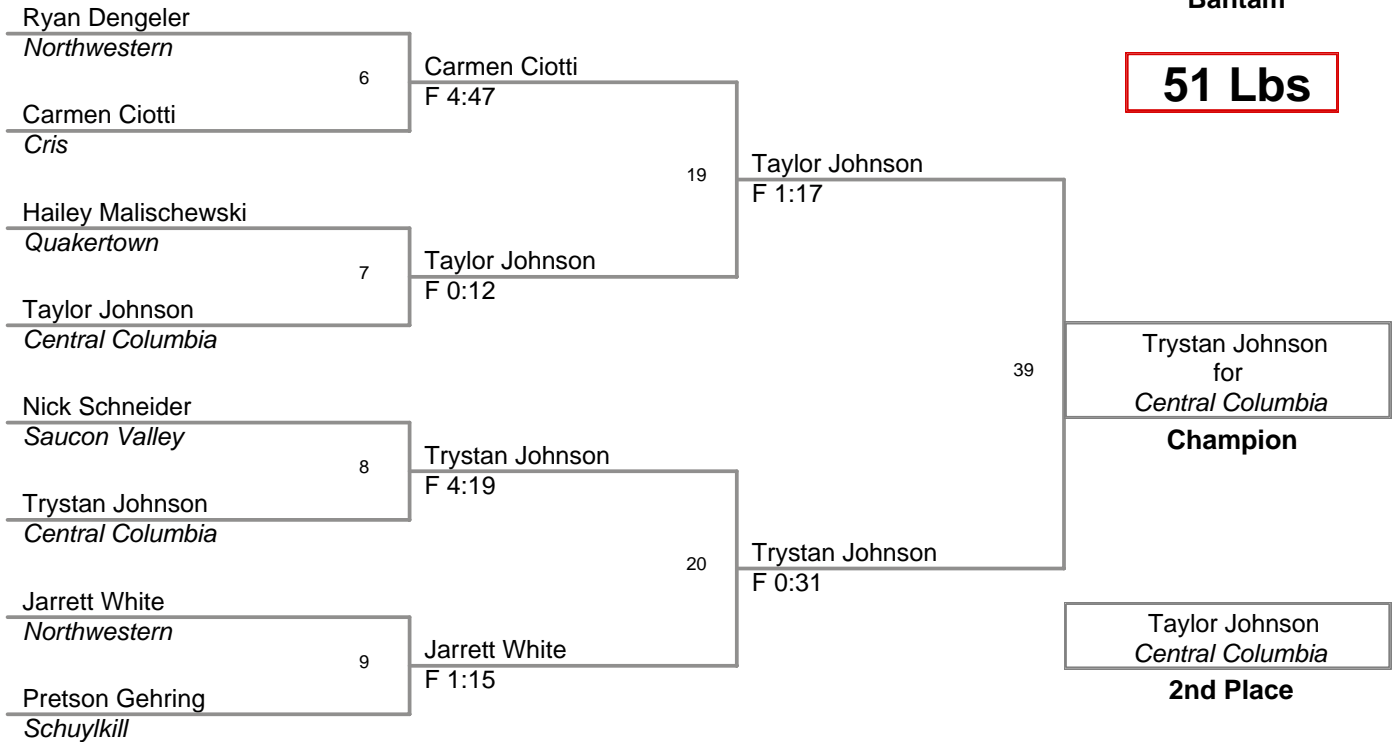 Bantam
51 Lbs
Ryan Dengeler
Northwestern
6
Carmen Ciotti
Cris
Carmen Ciotti
F 4:47
Hailey Malischewski
Quakertown
7
Taylor Johnson
Central Columbia
Taylor Johnson
F 0:12
19
Taylor Johnson
F 1:17
Nick Schneider
Saucon Valley
8
Trystan Johnson
Central Columbia
Trystan Johnson
F 4:19
Jarrett White
Northwestern
9
Pretson Gehring
Schuylkill
Jarrett White
F 1:15
20
Trystan Johnson
F 0:31
39
Trystan Johnson
for
Central Columbia
Champion
Taylor Johnson
Central Columbia
2nd Place